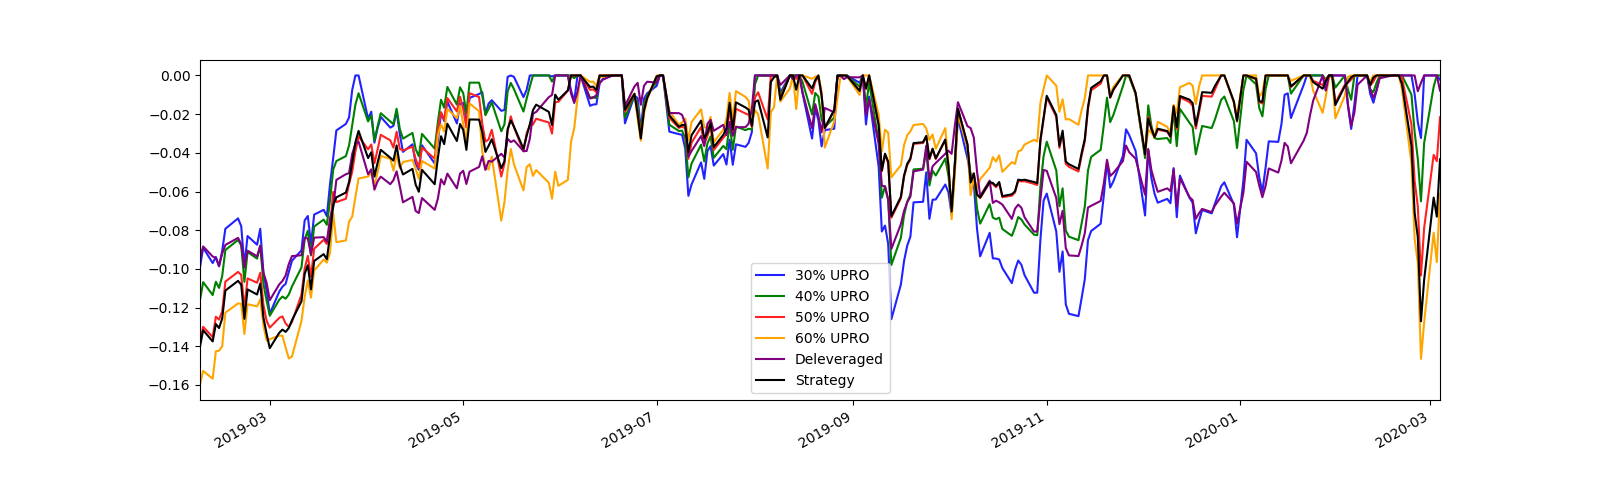 0.00
−0.02
−0.04
−0.06
−0.08
−0.10
−0.12
−0.14
−0.16
30% UPRO
40% UPRO
50% UPRO
60% UPRO
Deleveraged
Strategy
2019-03
2019-05
2019-07
2019-09
2019-11
2020-01
2020-03